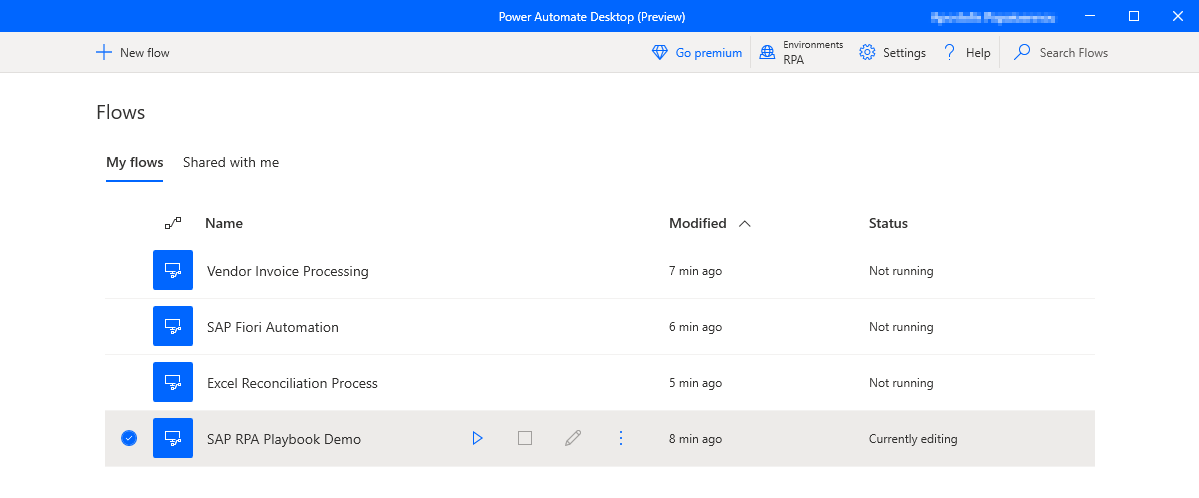 Power Automate Desktop (Preview)
New flow
Go premium
Environments
RPA
Settings
? Help
Search Flows
Flows
My flows Shared with me
Name Modified Status
Vendor Invoice Processing 7 min ago Not running
SAP Fiori Automation 6 min ago Not running
Excel Reconciliation Process 5 min ago Not running
SAP RPA Playbook Demo 8 min ago Currently editing